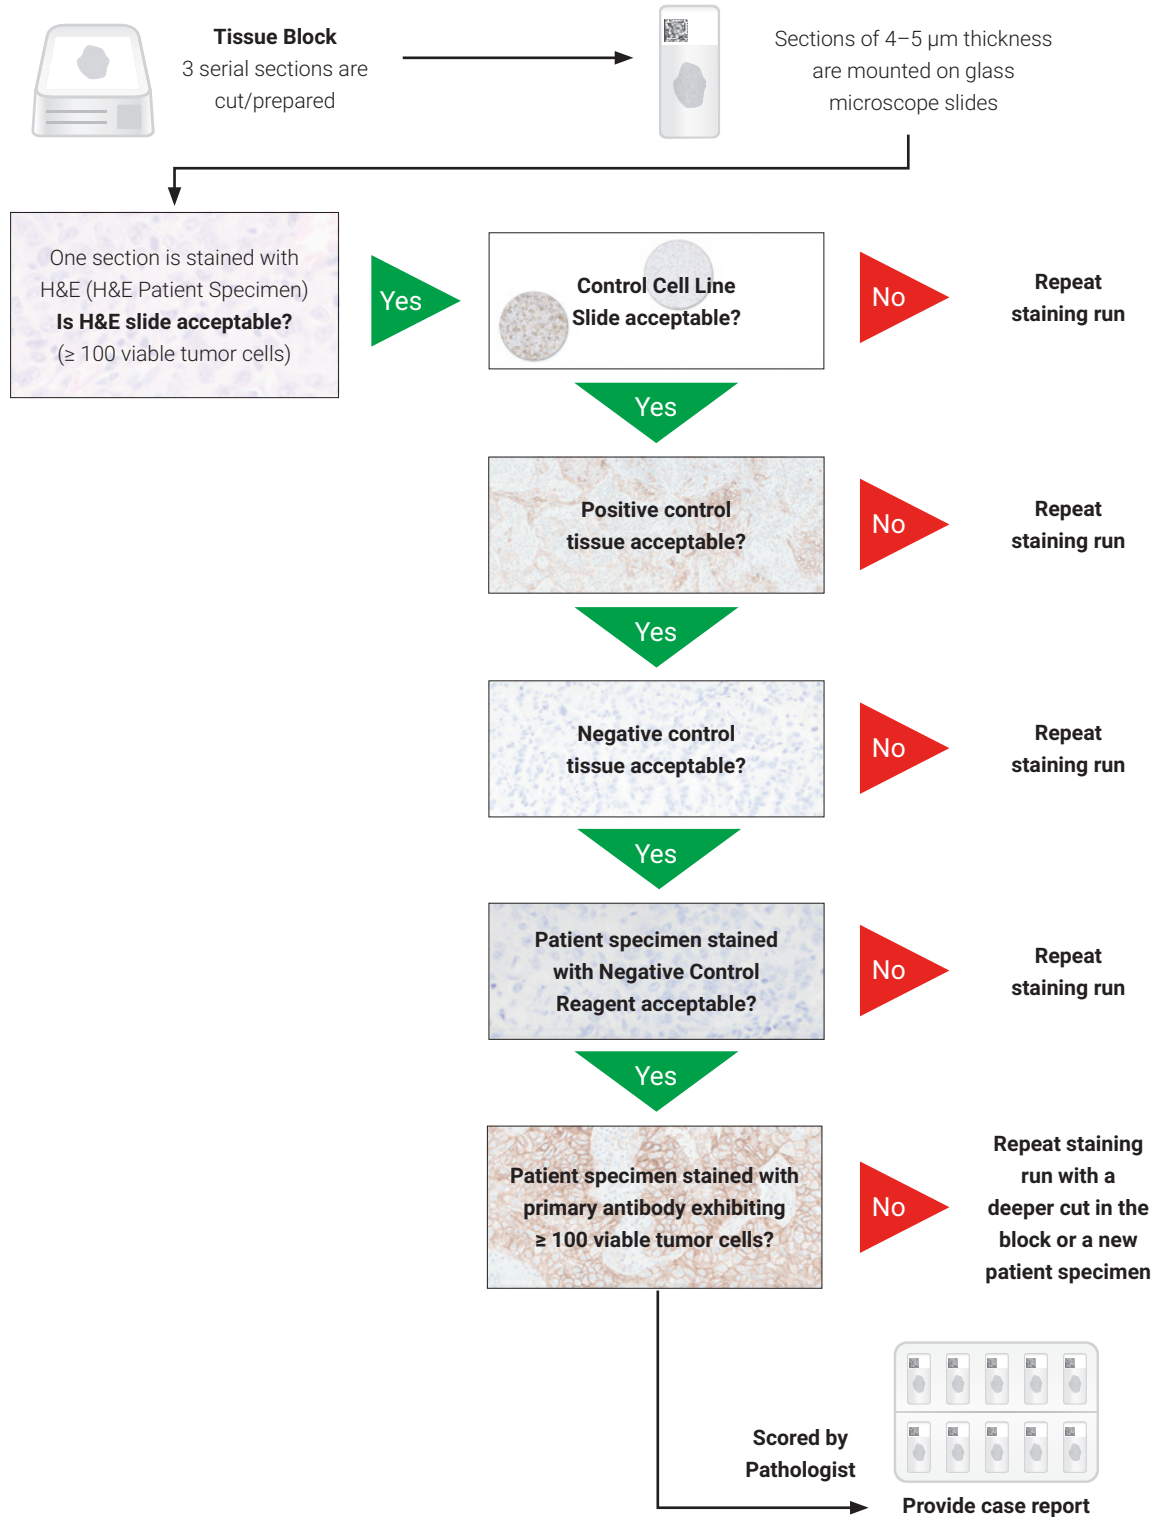 Tissue Block
3 serial sections are
cut/prepared
Sections of 4–5 µm thickness
are mounted on glass
microscope slides
One section is stained with
H&E (H&E Patient Specimen)
Is H&E slide acceptable?
(≥ 100 viable tumor cells)
Yes
Control Cell Line
Slide acceptable?
No
Repeat
staining run
Yes
Positive control
tissue acceptable?
No
Repeat
staining run
Yes
Negative control
tissue acceptable?
No
Repeat
staining run
Yes
Patient specimen stained
with Negative Control
Reagent acceptable?
No
Repeat
staining run
Yes
Patient specimen stained with
primary antibody exhibiting
≥ 100 viable tumor cells?
No
Repeat staining
run with a
deeper cut in the
block or a new
patient specimen
Scored by
Pathologist
Provide case report